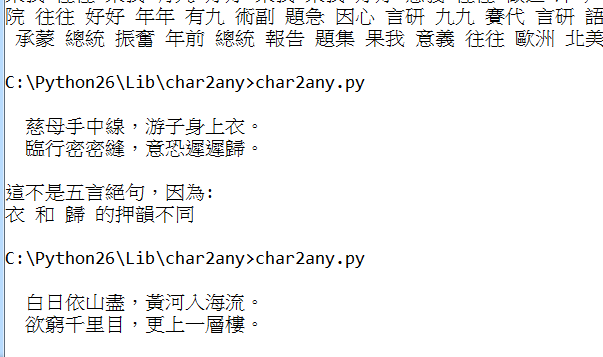 院 往往 好好 年年 有九 術副 題急 因心 言研 九九 賽代 言研 語
承蒙 總統 振奮 年前 總統 報告 題集 果我 意義 往往 歐洲 北美
C:\Python26\Lib\char2any>char2any.py
慈母手中線，游子身上衣。
臨行密密縫，意恐遲遲歸。
這不是五言絕句，因為:
衣 和 歸 的押韻不同
C:\Python26\Lib\char2any>char2any.py
白日依山盡，黃河入海流。
欲窮千里目，更上一層樓。